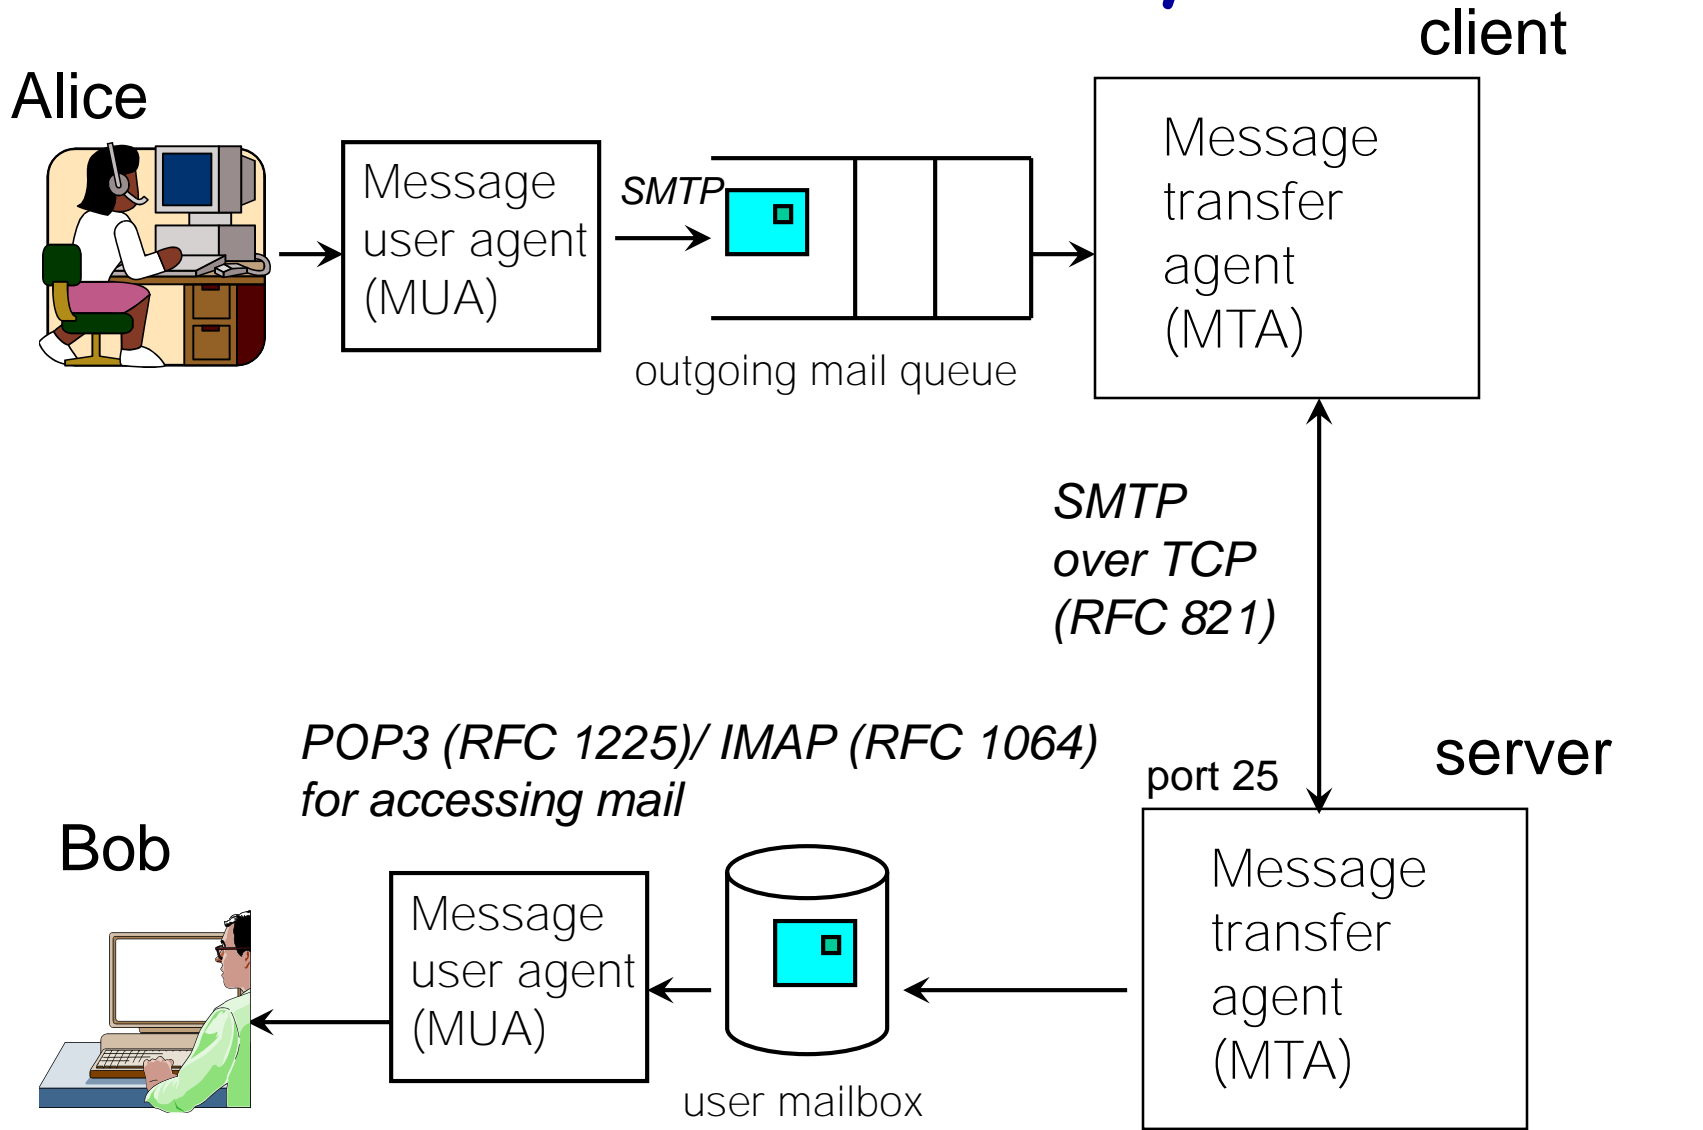 client
Alice
Message
user agent
(MUA)
SMTP
outgoing mail queue
Message
transfer
agent
(MTA)
SMTP
over TCP
(RFC 821)
POP3 (RFC 1225)/ IMAP (RFC 1064)
for accessing mail
server
port 25
Bob
Message
user agent
(MUA)
user mailbox
Message
transfer
agent
(MTA)